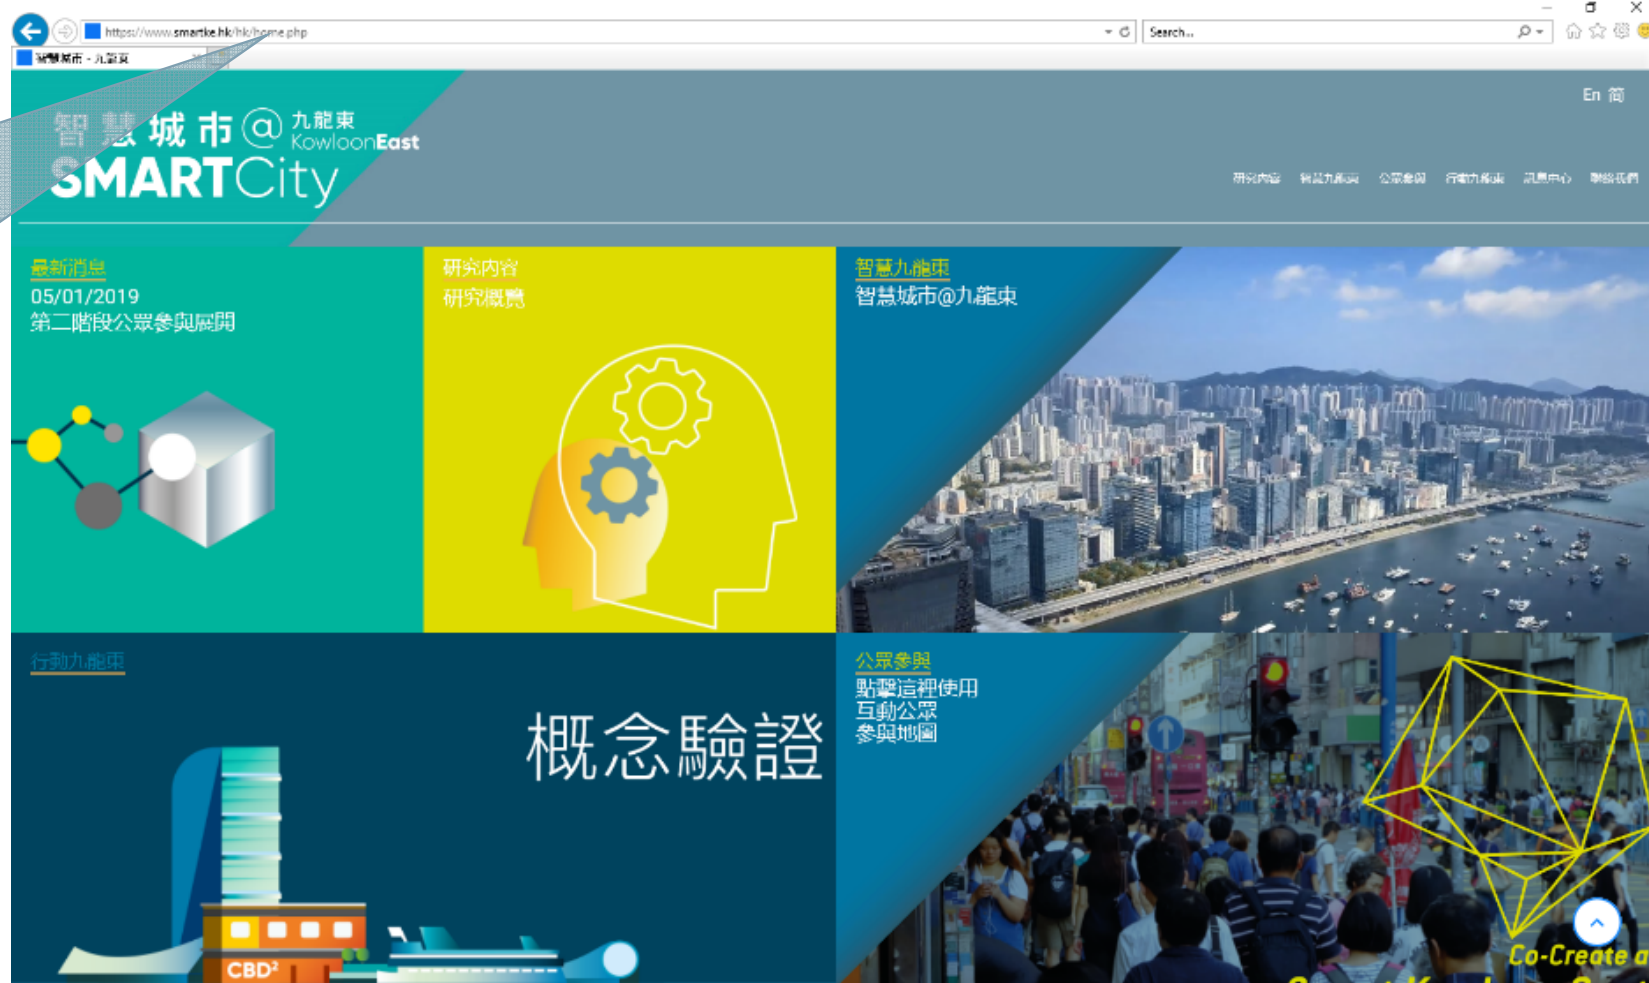 https://www.smartke.hk/hk/home.php
Search...
智慧城市 - 九龍東
En 简
智慧城市@九龍東
KowloonEast
SMARTCity
研究內容 智慧九龍東 公眾參與 行動九龍東 訊息中心 聯絡我們
最新消息
05/01/2019
第二階段公眾參與展開
研究內容
研究概覽
智慧九龍東
智慧城市@九龍東
行動九龍東
概念驗證
CBD²
公眾參與
點擊這裡使用
互動公眾
參與地圖
Co-Create a